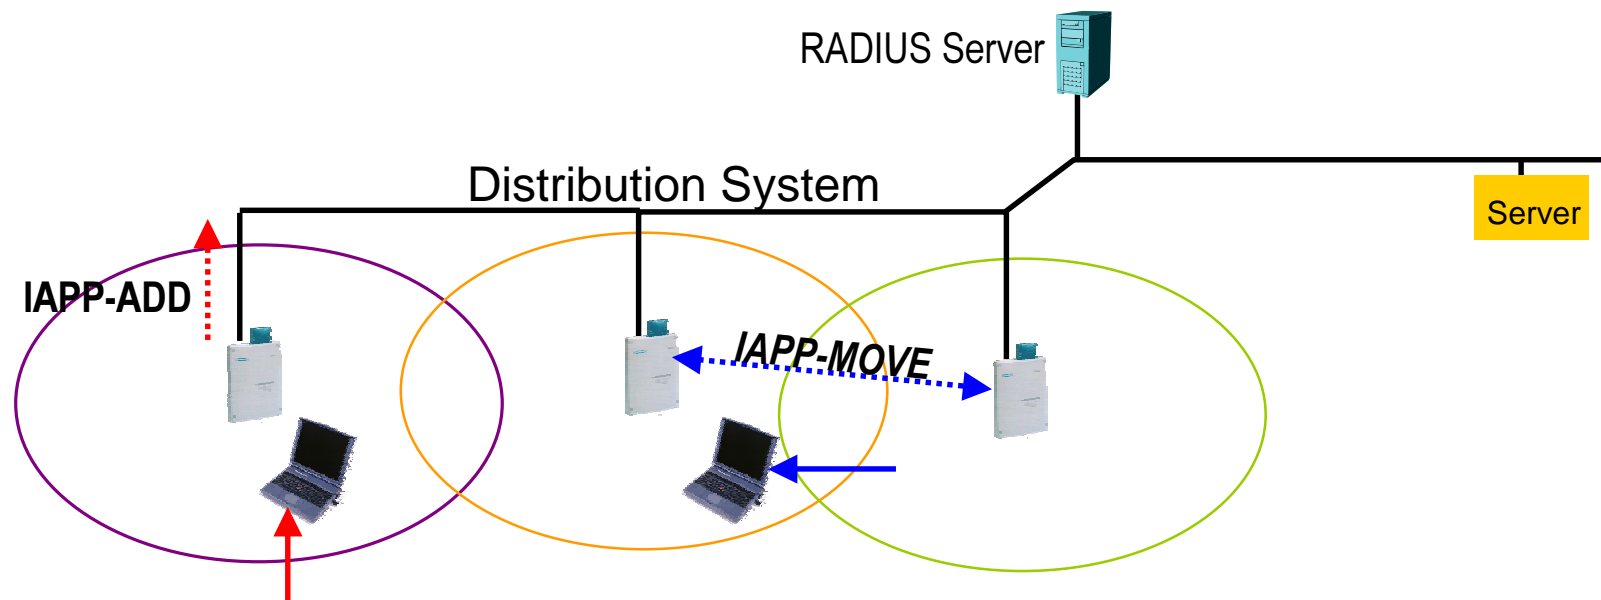 RADIUS Server
Distribution System
Server
IAPP-ADD
IAPP-MOVE